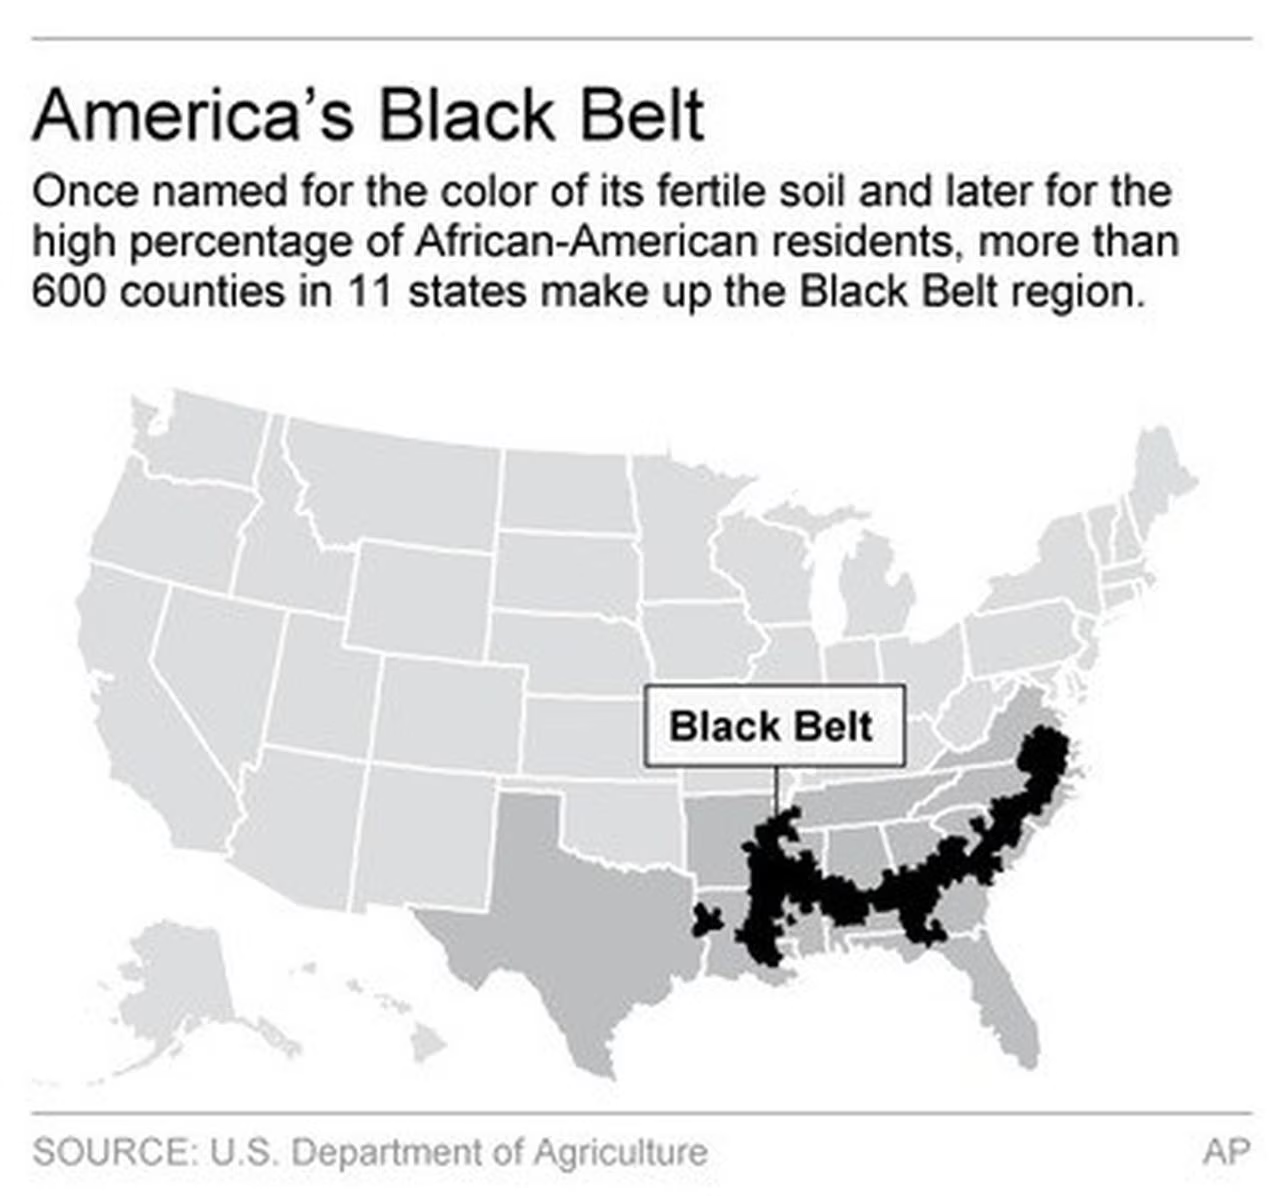 America's Black Belt
Once named for the color of its fertile soil and later for the
high percentage of African-American residents, more than
600 counties in 11 states make up the Black Belt region.
Black Belt
SOURCE: U.S. Department of Agriculture
AP